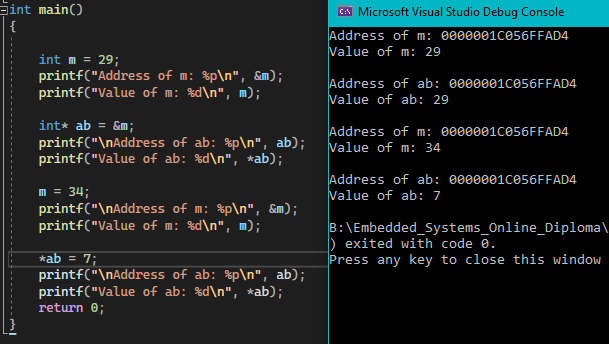 int main()
{
int m = 29;
printf("Address of m: %p\n", &m);
printf("Value of m: %d\n", m);
int* ab = &m;
printf("\nAddress of ab: %p\n", ab);
printf("Value of ab: %d\n", *ab);
m = 34;
printf("\nAddress of m: %p\n", &m);
printf("Value of m: %d\n", m);
*ab = 7;
printf("\nAddress of ab: %p\n", ab);
printf("Value of ab: %d\n", *ab);
return 0;
}
Microsoft Visual Studio Debug Console
Address of m: 0000001C056FFAD4
Value of m: 29
Address of ab: 0000001C056FFAD4
Value of ab: 29
Address of m: 0000001C056FFAD4
Value of m: 34
Address of ab: 0000001C056FFAD4
Value of ab: 7
B:\Embedded_Systems_Online_Diploma\
) exited with code 0.
Press any key to close this window